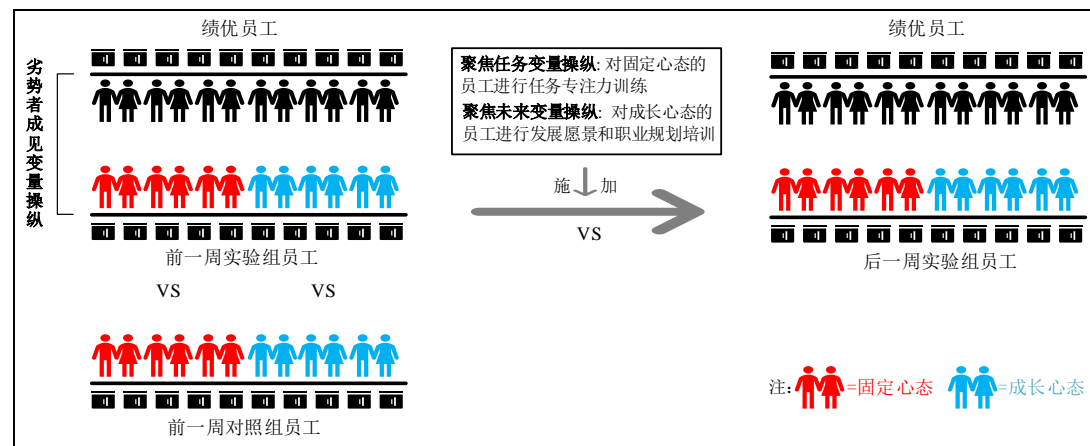 绩优员工
劣势者成见变量操纵
前一周实验组员工
VS VS
前一周对照组员工
聚焦任务变量操纵: 对固定心态的
员工进行任务专注力训练
聚焦未来变量操纵: 对成长心态的
员工进行发展愿景和职业规划培训
施 加
VS
绩优员工
后一周实验组员工
注: =固定心态 =成长心态